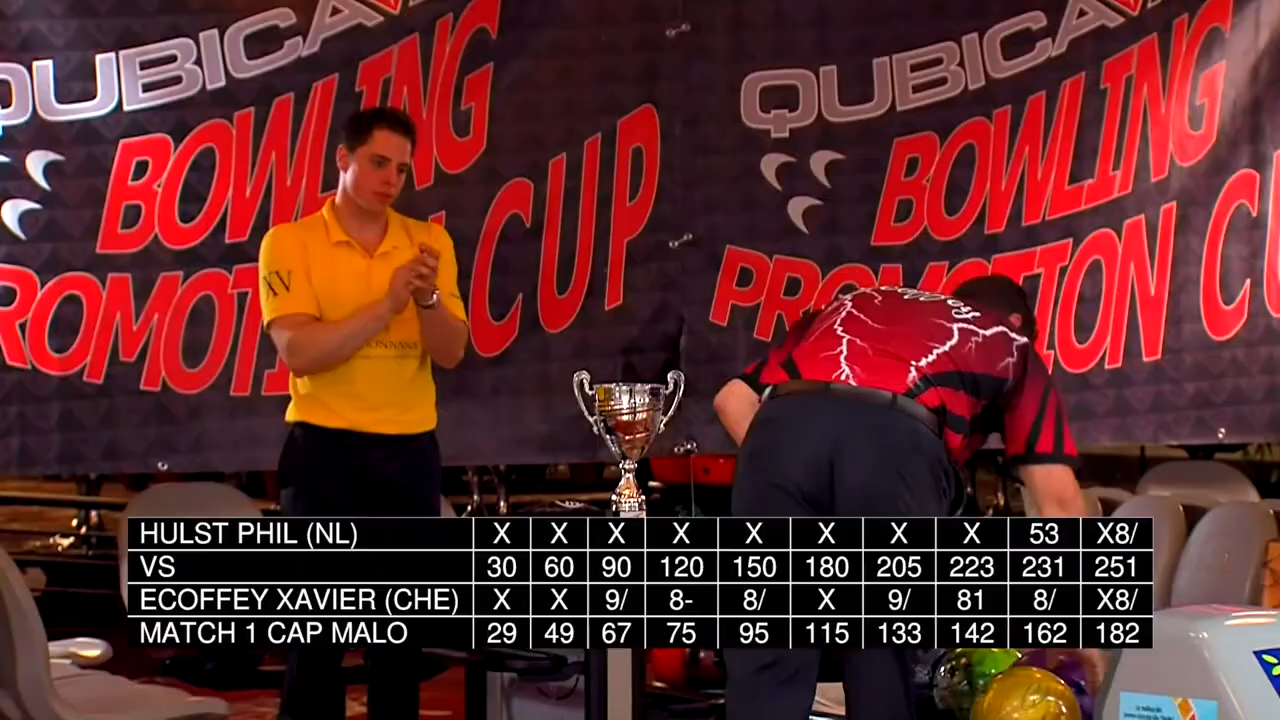 QUBICA
BOWLING
PROMOTION CUP
QUBICA
BOWLING
PROMOTION CU
XV
HULST PHIL (NL) X X X X X X X X 53 X8/
VS 30 60 90 120 150 180 205 223 231 251
ECOFFEY XAVIER (CHE) X X 9/ 8- 8/ X 9/ 81 8/ X8/
MATCH 1 CAP MALO 29 49 67 75 95 115 133 142 162 182